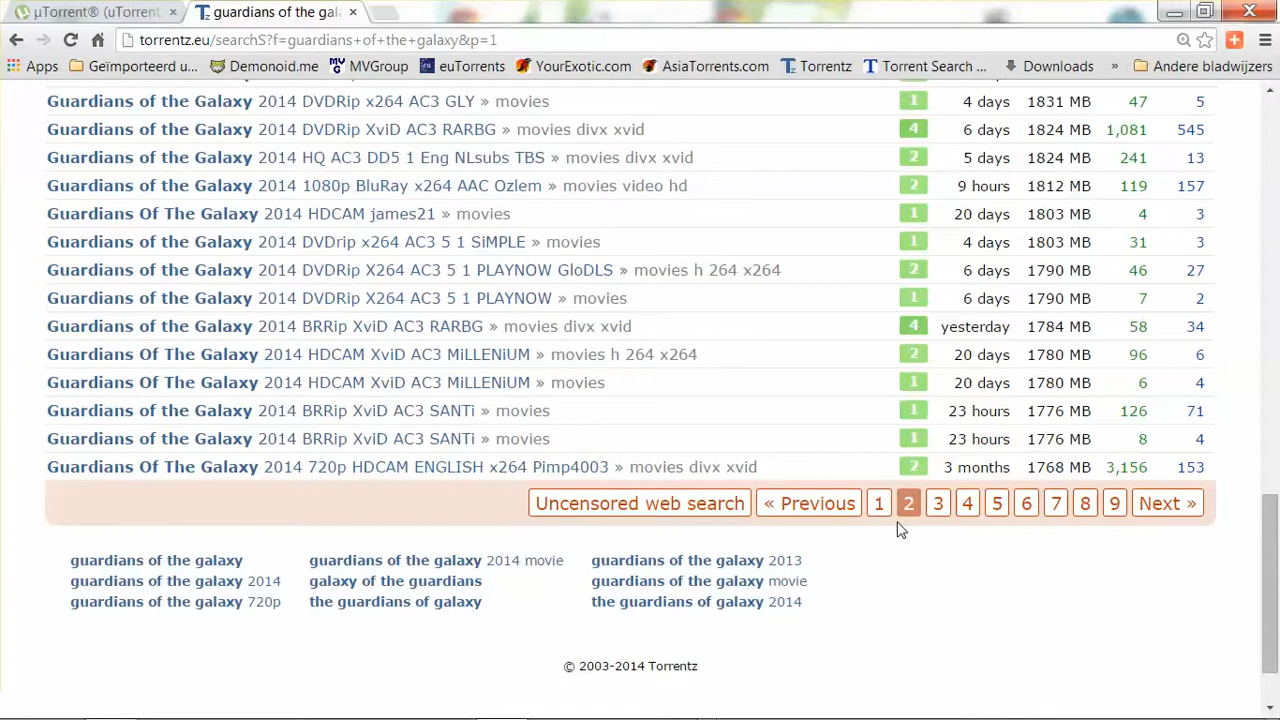 µTorrent® (uTorrent)
guardians of the gal
torrentz.eu/searchS?f=guardians+of+the+galaxy&p=1
Apps Geïmporteerd u... Demonoid.me MVGroup euTorrents YourExotic.com AsiaTorrents.com Torrentz Torrent Search ... Downloads » Andere bladwijzers
Guardians of the Galaxy 2014 DVDRip x264 AC3 GLY » movies 1 4 days 1831 MB 47 5
Guardians of the Galaxy 2014 DVDRip XviD AC3 RARBG » movies divx xvid 4 6 days 1824 MB 1,081 545
Guardians of the Galaxy 2014 HQ AC3 DD5 1 Eng NLsubs TBS » movies divx xvid 2 5 days 1824 MB 241 13
Guardians of the Galaxy 2014 1080p BluRay x264 AAC Ozlem » movies video hd 2 9 hours 1812 MB 119 157
Guardians Of The Galaxy 2014 HDCAM james21 » movies 1 20 days 1803 MB 4 3
Guardians of the Galaxy 2014 DVDrip x264 AC3 5 1 SiMPLE » movies 1 4 days 1803 MB 31 3
Guardians of the Galaxy 2014 DVDRip X264 AC3 5 1 PLAYNOW GloDLS » movies h 264 x264 2 6 days 1790 MB 46 27
Guardians of the Galaxy 2014 DVDRip X264 AC3 5 1 PLAYNOW » movies 1 6 days 1790 MB 7 2
Guardians of the Galaxy 2014 BRRip XviD AC3 RARBG » movies divx xvid 4 yesterday 1784 MB 58 34
Guardians Of The Galaxy 2014 HDCAM XviD AC3 MiLLENiUM » movies h 264 x264 2 20 days 1780 MB 96 6
Guardians Of The Galaxy 2014 HDCAM XviD AC3 MiLLENiUM » movies 1 20 days 1780 MB 6 4
Guardians of the Galaxy 2014 BRRip XviD AC3 SANTi » movies 1 23 hours 1776 MB 126 71
Guardians of the Galaxy 2014 BRRip XviD AC3 SANTi » movies 1 23 hours 1776 MB 8 4
Guardians Of The Galaxy 2014 720p HDCAM ENGLISH x264 Pimp4003 » movies divx xvid 2 3 months 1768 MB 3,156 153
Uncensored web search « Previous 1 2 3 4 5 6 7 8 9 Next »
guardians of the galaxy guardians of the galaxy 2014 movie guardians of the galaxy 2013
guardians of the galaxy 2014 galaxy of the guardians guardians of the galaxy movie
guardians of the galaxy 720p the guardians of galaxy the guardians of galaxy 2014
© 2003-2014 Torrentz